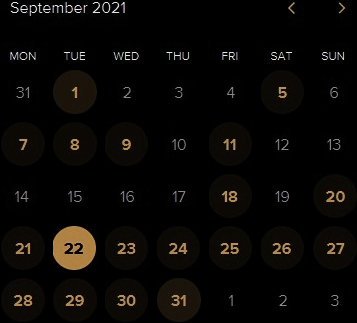 September 2021 < >
MON TUE WED THU FRI SAT SUN
31 1 2 3 4 5 6
7 8 9 10 11 12 13
14 15 16 17 18 19 20
21 22 23 24 25 26 27
28 29 30 31 1 2 3